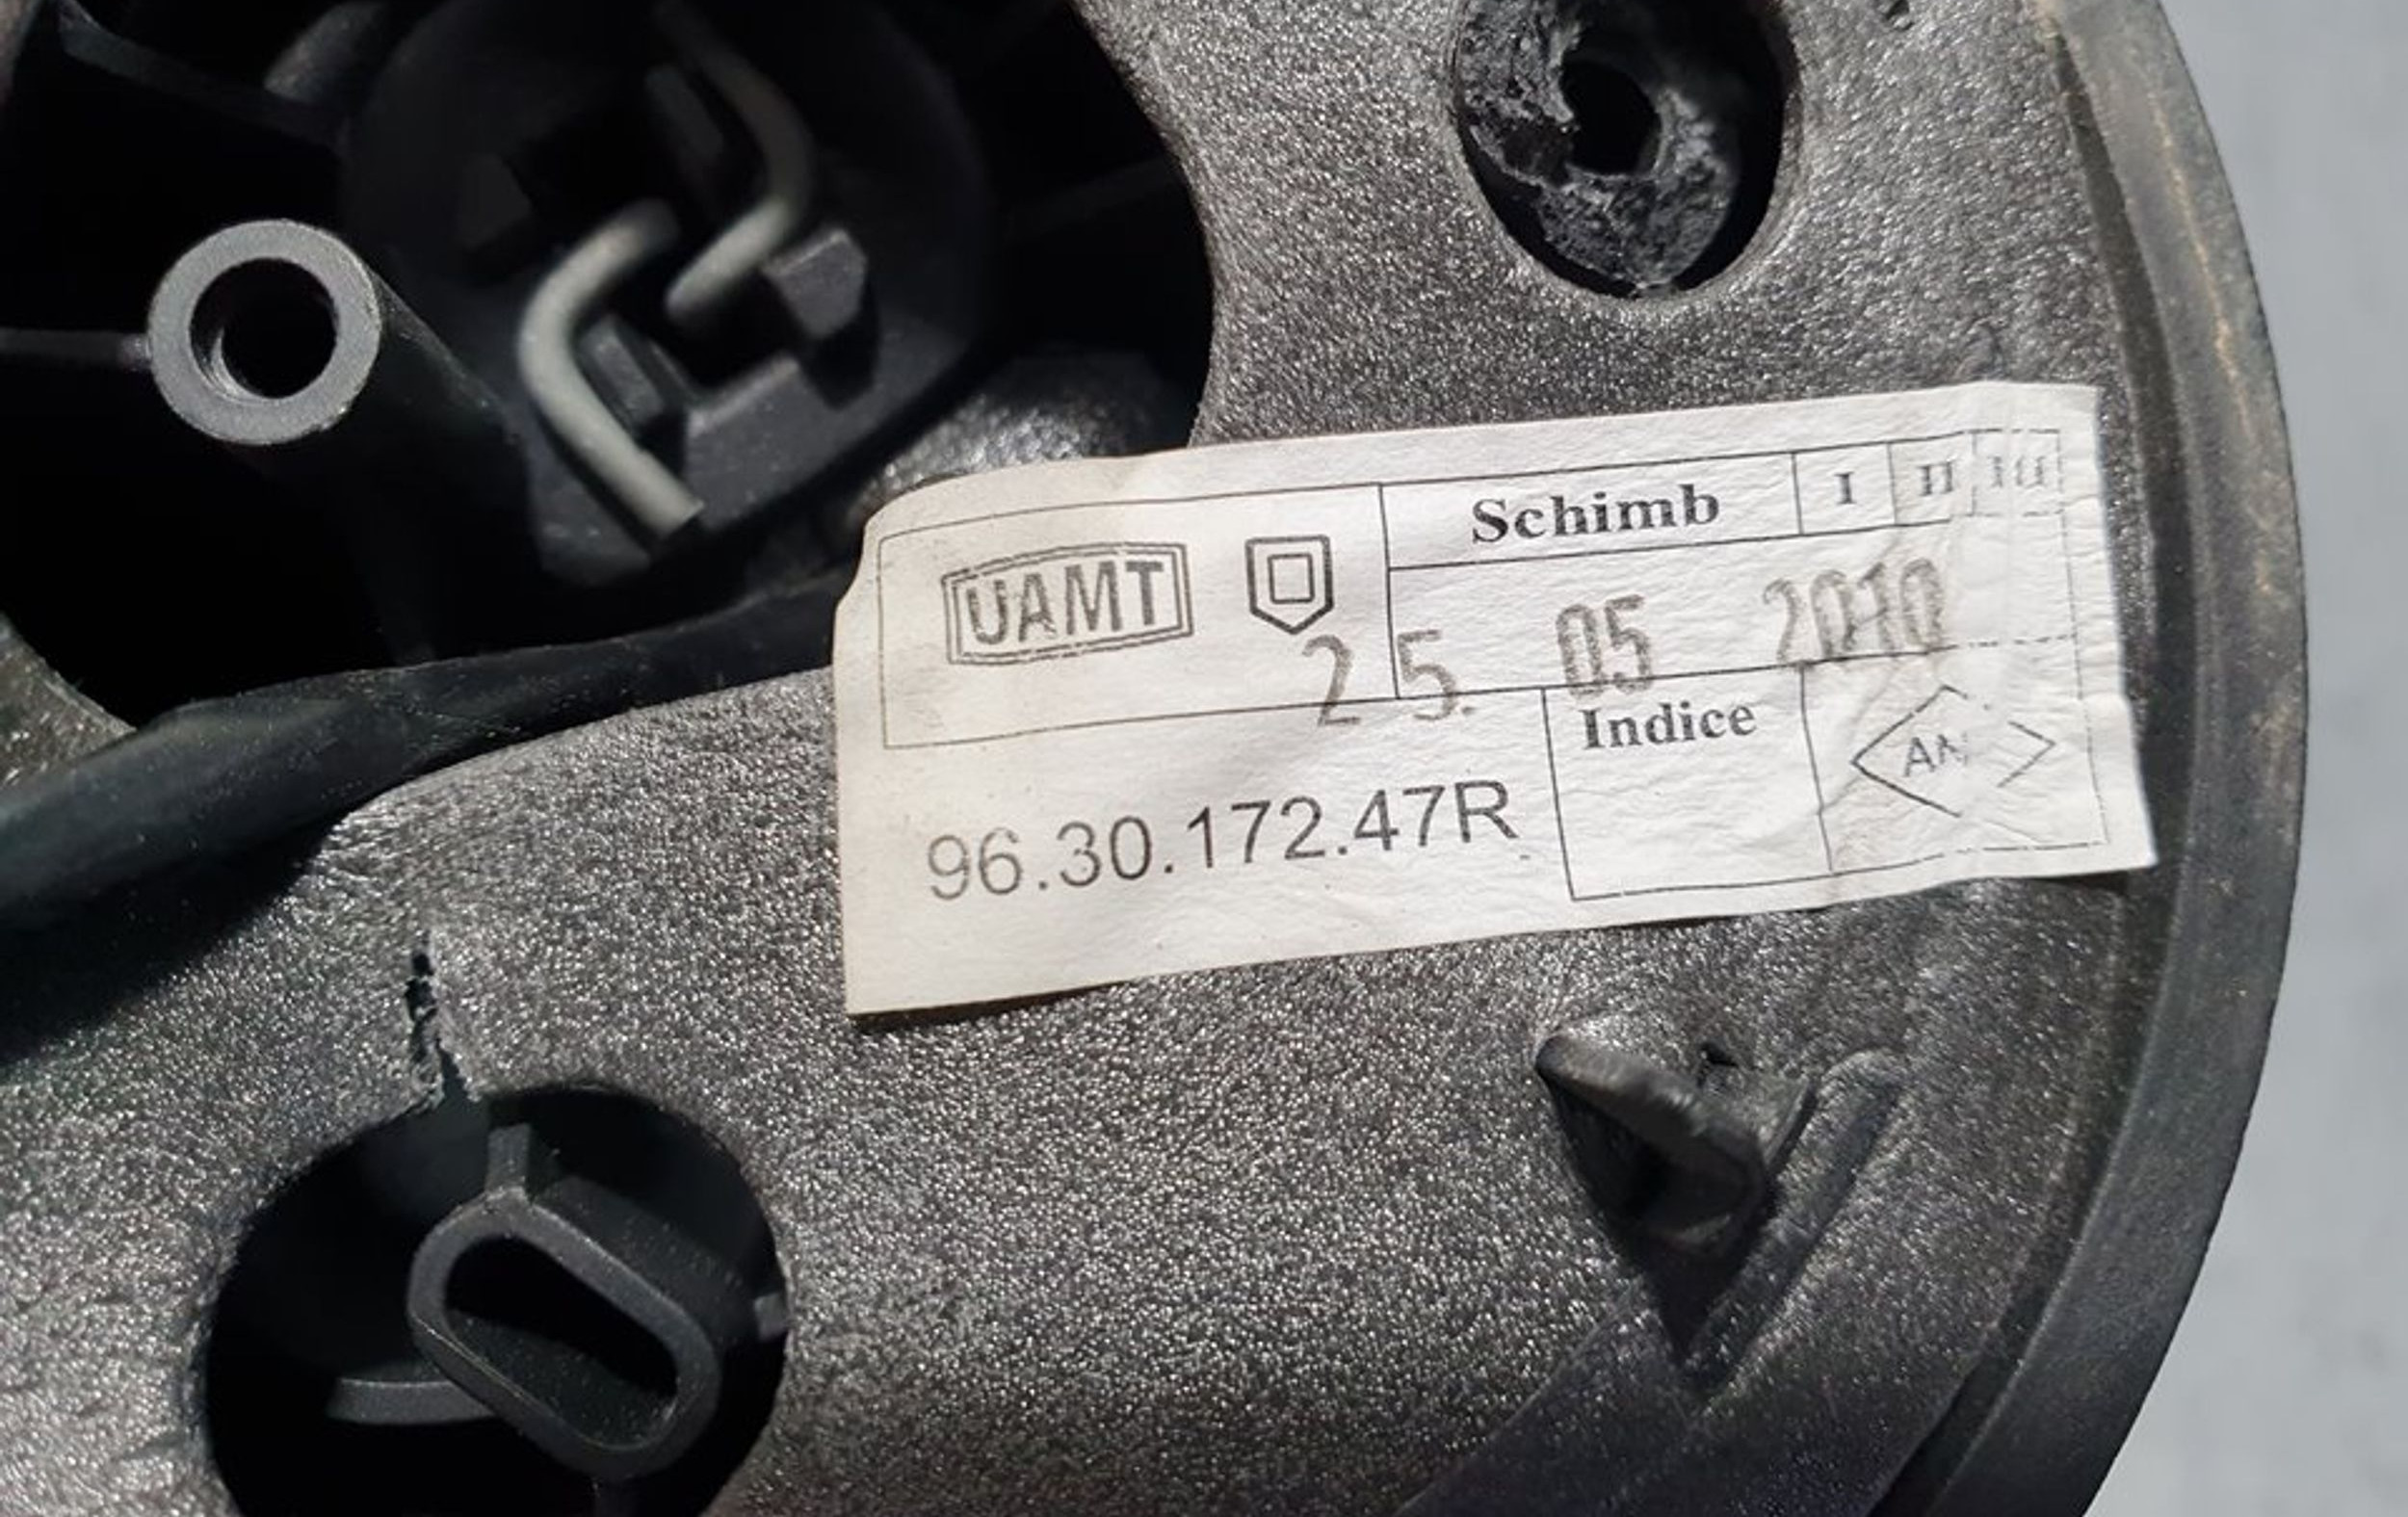 UAMT
Schimb I II III
25. 05 2010
Indice
96.30.172.47R